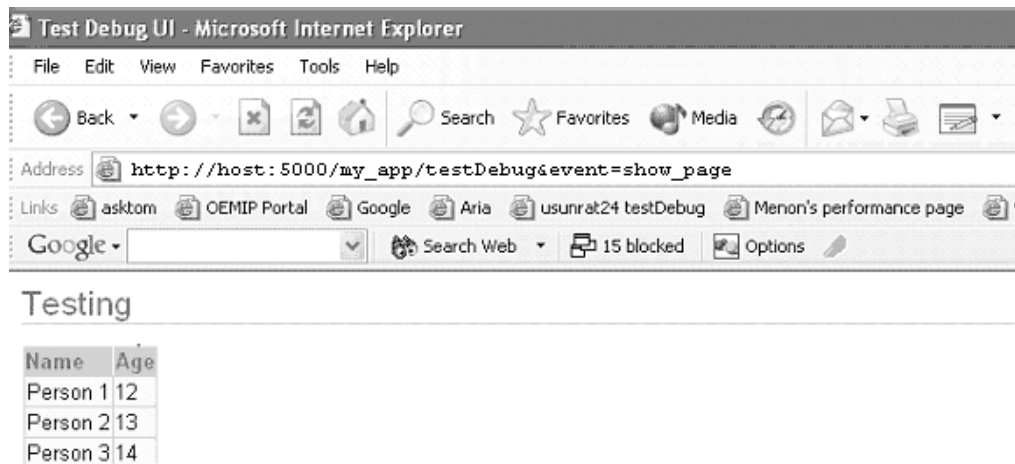 Test Debug UI - Microsoft Internet Explorer
File Edit View Favorites Tools Help
Back Search Favorites Media
Address http://host:5000/my_app/testDebug&event=show_page
Links asktom OEMIP Portal Google Aria usunrat24 testDebug Menon's performance page
Google Search Web 15 blocked Options
Testing
Name Age
Person 1 12
Person 2 13
Person 3 14